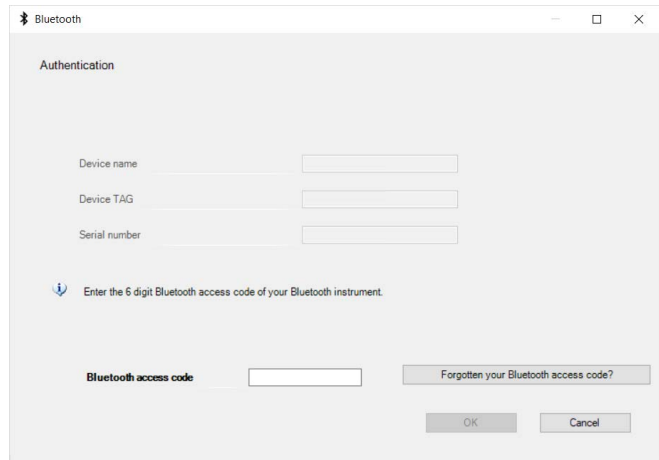 Bluetooth
Authentication
Device name
Device TAG
Serial number
Enter the 6 digit Bluetooth access code of your Bluetooth instrument.
Bluetooth access code
Forgotten your Bluetooth access code?
OK Cancel